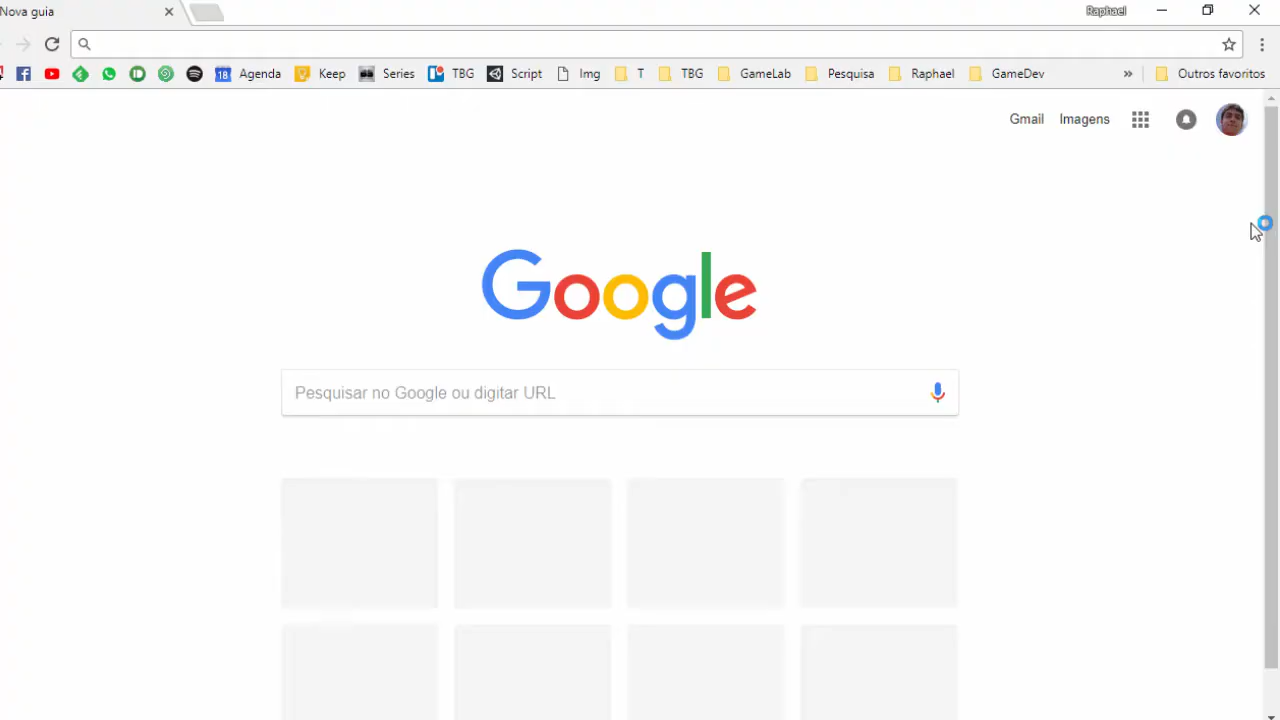 Nova guia
Raphael
18 Agenda Keep Series TBG Script Img T TBG GameLab Pesquisa Raphael GameDev » Outros favoritos
Gmail Imagens
Google
Pesquisar no Google ou digitar URL